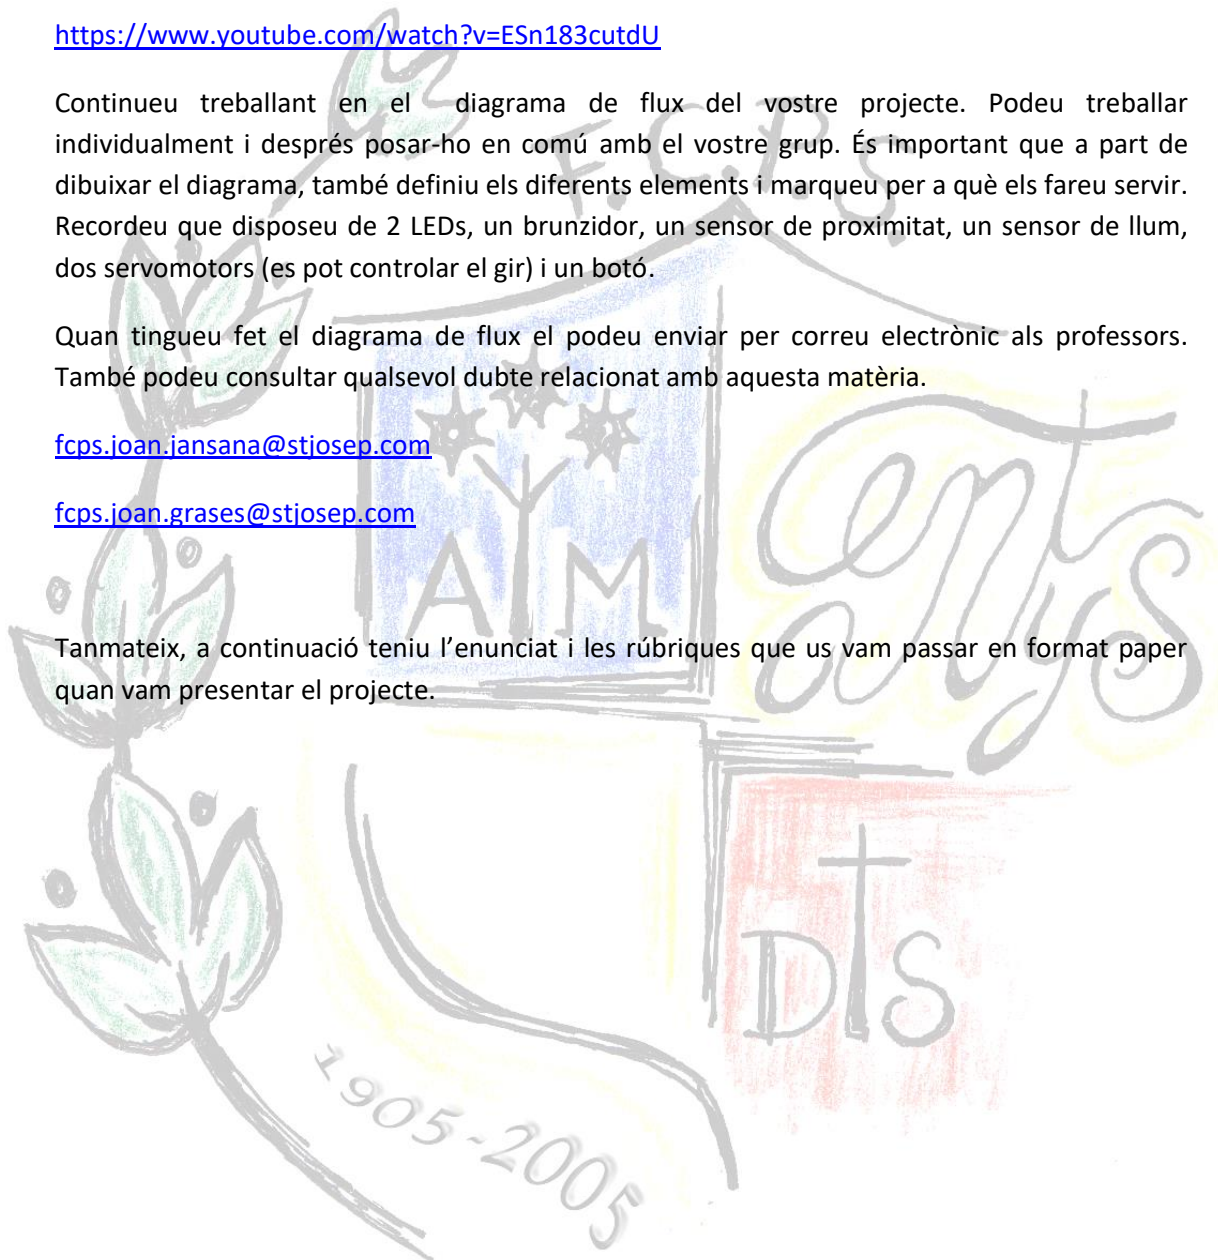 https://www.youtube.com/watch?v=ESn183cutdU
Continueu treballant en el diagrama de flux del vostre projecte. Podeu treballar
individualment i després posar-ho en comú amb el vostre grup. És important que a part de
dibuixar el diagrama, també definiu els diferents elements i marqueu per a què els fareu servir.
Recordeu que disposeu de 2 LEDs, un brunzidor, un sensor de proximitat, un sensor de llum,
dos servomotors (es pot controlar el gir) i un botó.
Quan tingueu fet el diagrama de flux el podeu enviar per correu electrònic als professors.
També podeu consultar qualsevol dubte relacionat amb aquesta matèria.
fcps.joan.jansana@stjosep.com
fcps.joan.grases@stjosep.com
Tanmateix, a continuació teniu l'enunciat i les rúbriques que us vam passar en format paper
quan vam presentar el projecte.
F.C.P.S.
A M
Cent
anys
D S
1905-2005